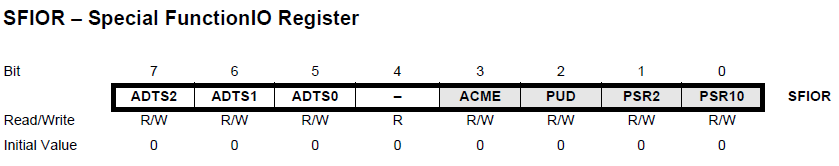 SFIOR – Special FunctionIO Register
Bit 7 6 5 4 3 2 1 0
ADTS2 ADTS1 ADTS0 – ACME PUD PSR2 PSR10 SFIOR
Read/Write R/W R/W R/W R R/W R/W R/W R/W
Initial Value 0 0 0 0 0 0 0 0